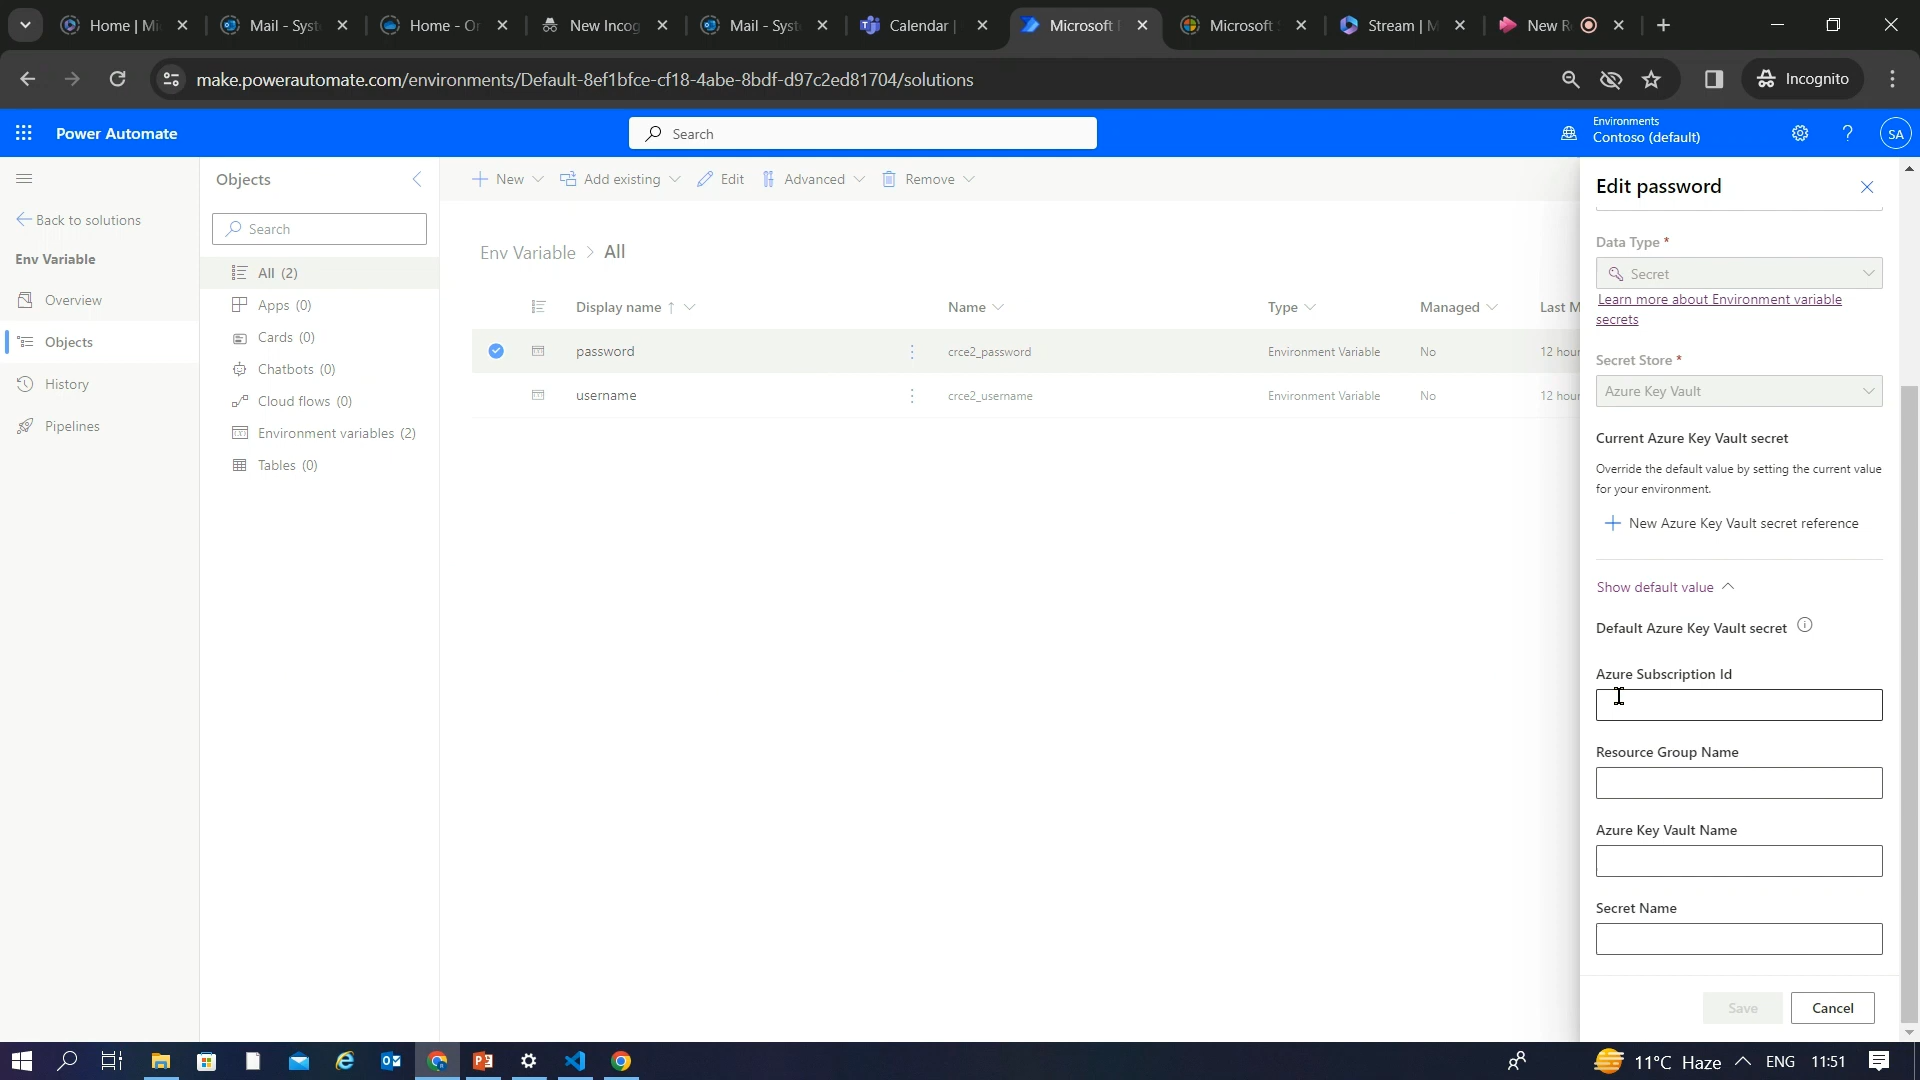 Home | Mi
Mail - Syst
Home - Or
New Incog
Mail - Syst
Calendar |
Microsoft
Microsoft
Stream | M
New R
make.powerautomate.com/environments/Default-8ef1bfce-cf18-4abe-8bdf-d97c2ed81704/solutions
Incognito
Power Automate
Search
Environments
Contoso (default)
?
SA
Back to solutions
Env Variable
Overview
Objects
History
Pipelines
Objects
Search
All (2)
Apps (0)
Cards (0)
Chatbots (0)
Cloud flows (0)
Environment variables (2)
Tables (0)
New
Add existing
Edit
Advanced
Remove
Env Variable > All
Display name ↑
Name
Type
Managed
Last M
password
crce2_password
Environment Variable
No
12 hour
username
crce2_username
Environment Variable
No
12 hour
Edit password
Data Type *
Secret
Learn more about Environment variable
secrets
Secret Store *
Azure Key Vault
Current Azure Key Vault secret
Override the default value by setting the current value
for your environment.
New Azure Key Vault secret reference
Show default value
Default Azure Key Vault secret
Azure Subscription Id
Resource Group Name
Azure Key Vault Name
Secret Name
Save
Cancel
11°C Haze
ENG
11:51